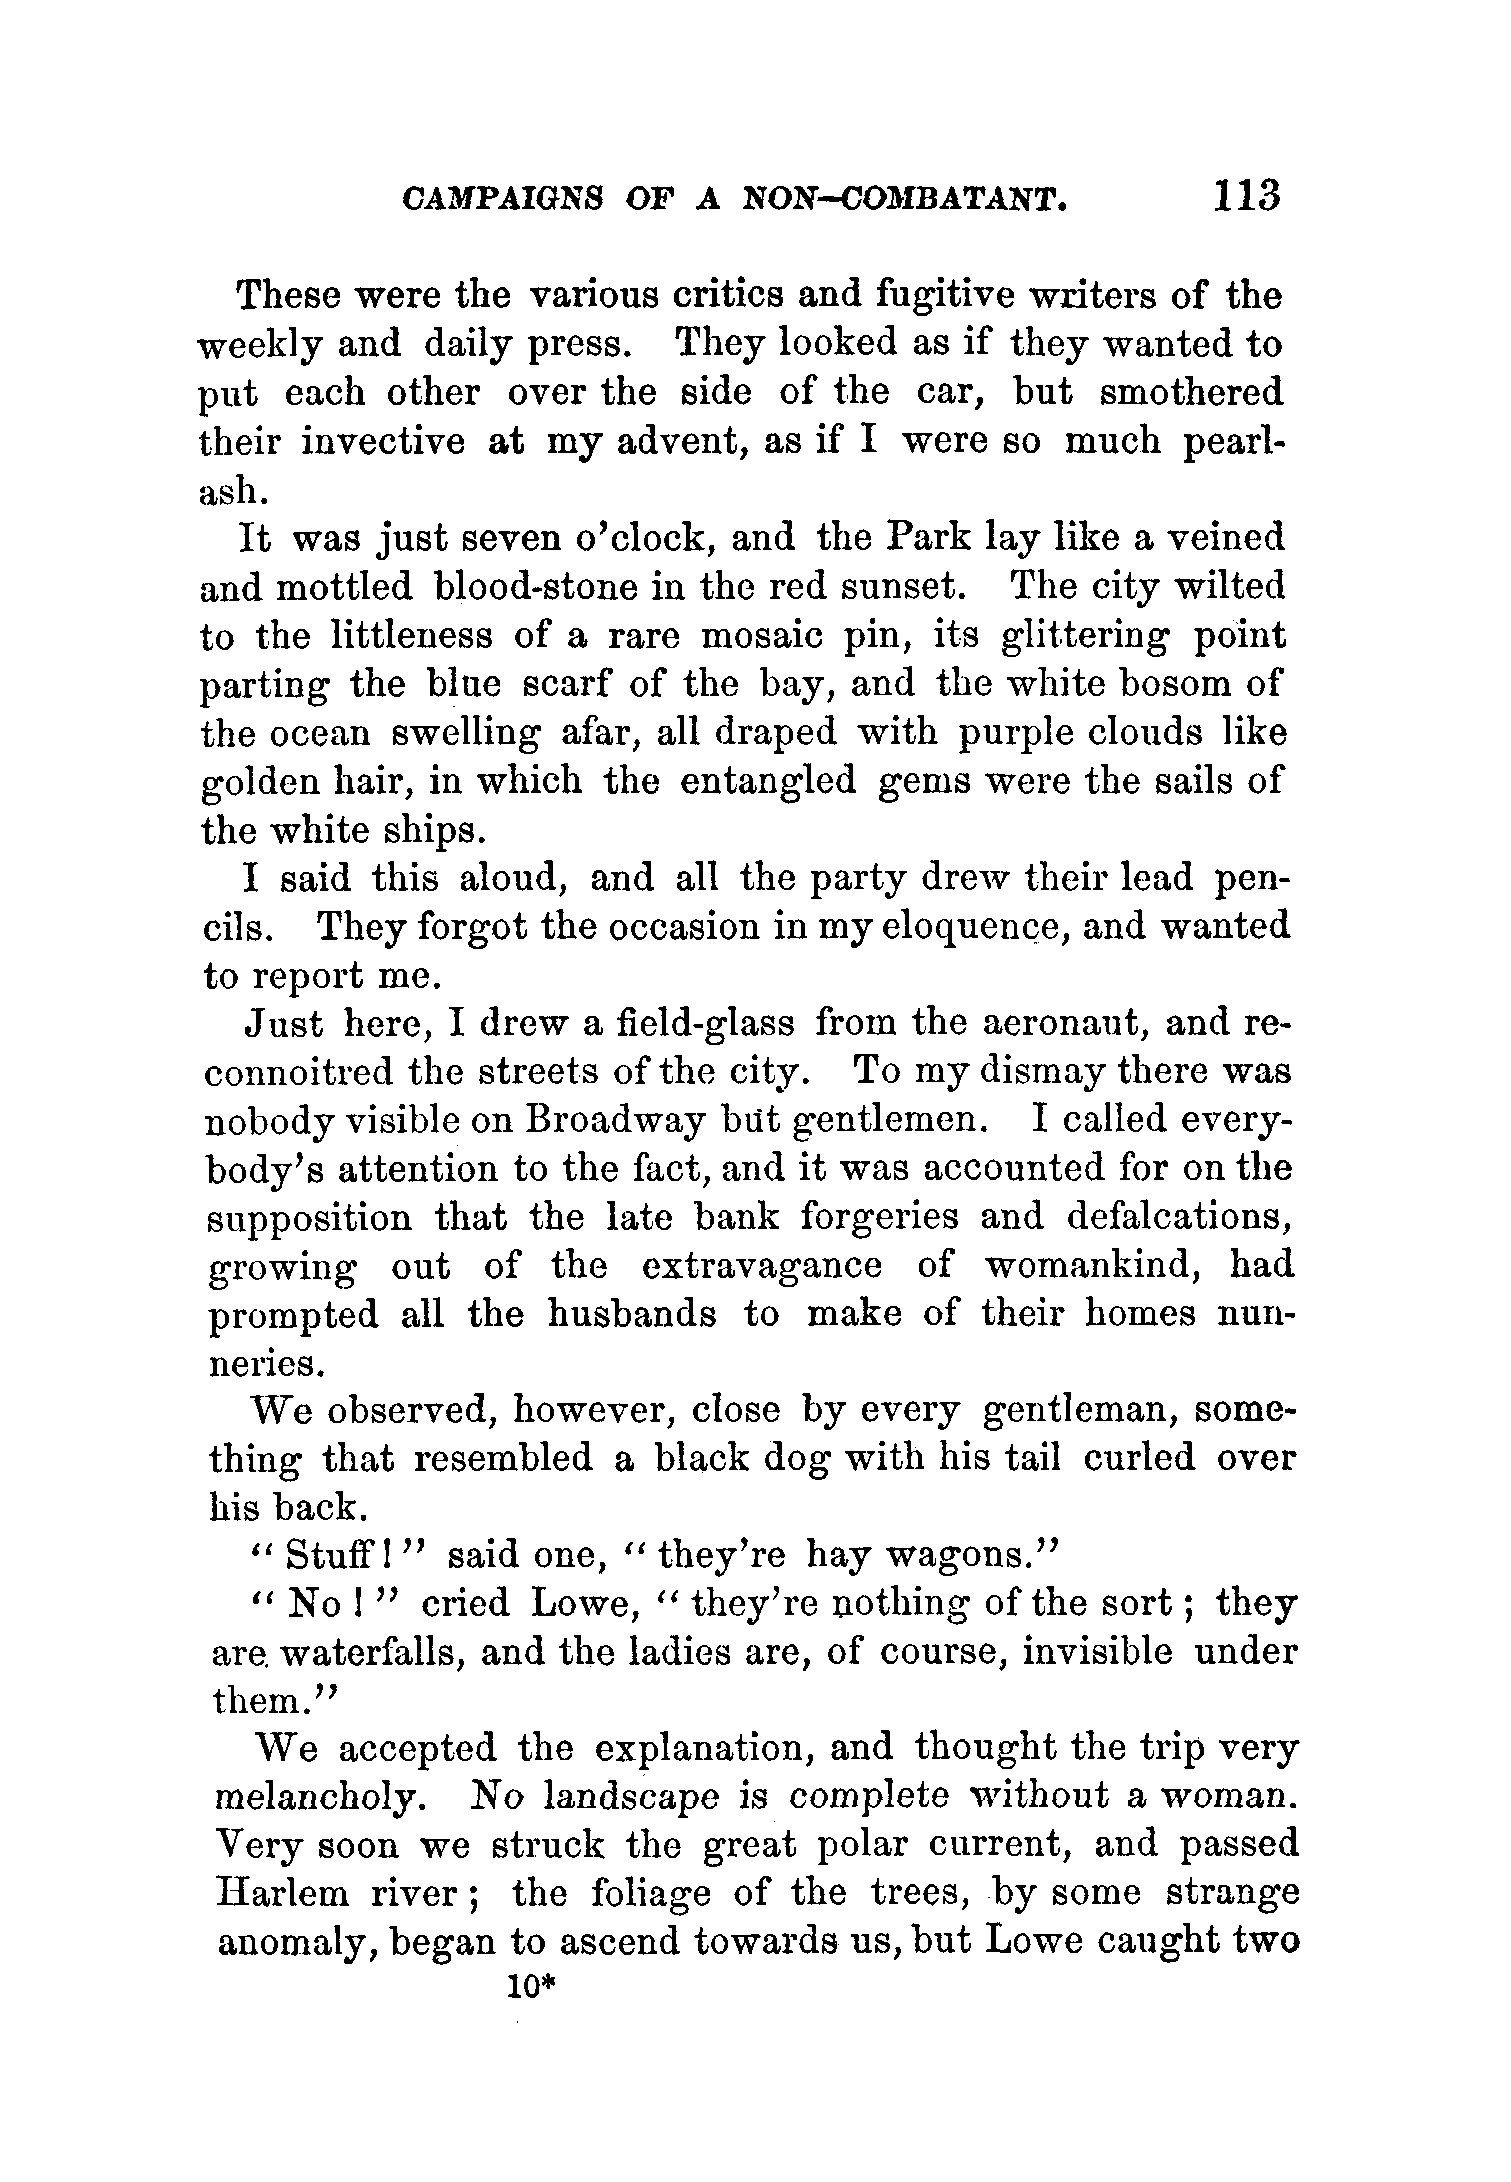 CAMPAIGNS OF A NON-COMBATANT. 113
These were the various critics and fugitive writers of the
weekly and daily press. They looked as if they wanted to
put each other over the side of the car, but smothered
their invective at my advent, as if I were so much pearl-
ash.
It was just seven o'clock, and the Park lay like a veined
and mottled blood-stone in the red sunset. The city wilted
to the littleness of a rare mosaic pin, its glittering point
parting the blue scarf of the bay, and the white bosom of
the ocean swelling afar, all draped with purple clouds like
golden hair, in which the entangled gems were the sails of
the white ships.
I said this aloud, and all the party drew their lead pen-
cils. They forgot the occasion in my eloquence, and wanted
to report me.
Just here, I drew a field-glass from the aeronaut, and re-
connoitred the streets of the city. To my dismay there was
nobody visible on Broadway but gentlemen. I called every-
body's attention to the fact, and it was accounted for on the
supposition that the late bank forgeries and defalcations,
growing out of the extravagance of womankind, had
prompted all the husbands to make of their homes nun-
neries.
We observed, however, close by every gentleman, some-
thing that resembled a black dog with his tail curled over
his back.
"Stuff!" said one, "they're hay wagons."
"No!" cried Lowe, "they're nothing of the sort; they
are waterfalls, and the ladies are, of course, invisible under
them."
We accepted the explanation, and thought the trip very
melancholy. No landscape is complete without a woman.
Very soon we struck the great polar current, and passed
Harlem river; the foliage of the trees, by some strange
anomaly, began to ascend towards us, but Lowe caught two
10*